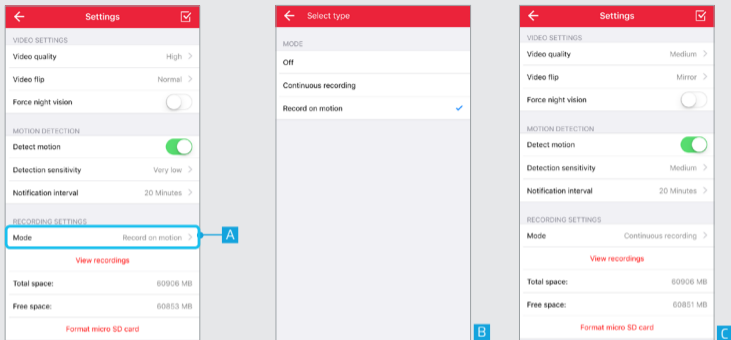 Settings
VIDEO SETTINGS
Video quality High
Video flip Normal
Force night vision
MOTION DETECTION
Detect motion
Detection sensitivity Very low
Notification interval 20 Minutes
RECORDING SETTINGS
Mode Record on motion
A
View recordings
Total space: 60906 MB
Free space: 60853 MB
Format micro SD card
Select type
MODE
Off
Continuous recording
Record on motion
B
Settings
VIDEO SETTINGS
Video quality Medium
Video flip Mirror
Force night vision
MOTION DETECTION
Detect motion
Detection sensitivity Medium
Notification interval 20 Minutes
RECORDING SETTINGS
Mode Continuous recording
View recordings
Total space: 60906 MB
Free space: 60851 MB
Format micro SD card
C